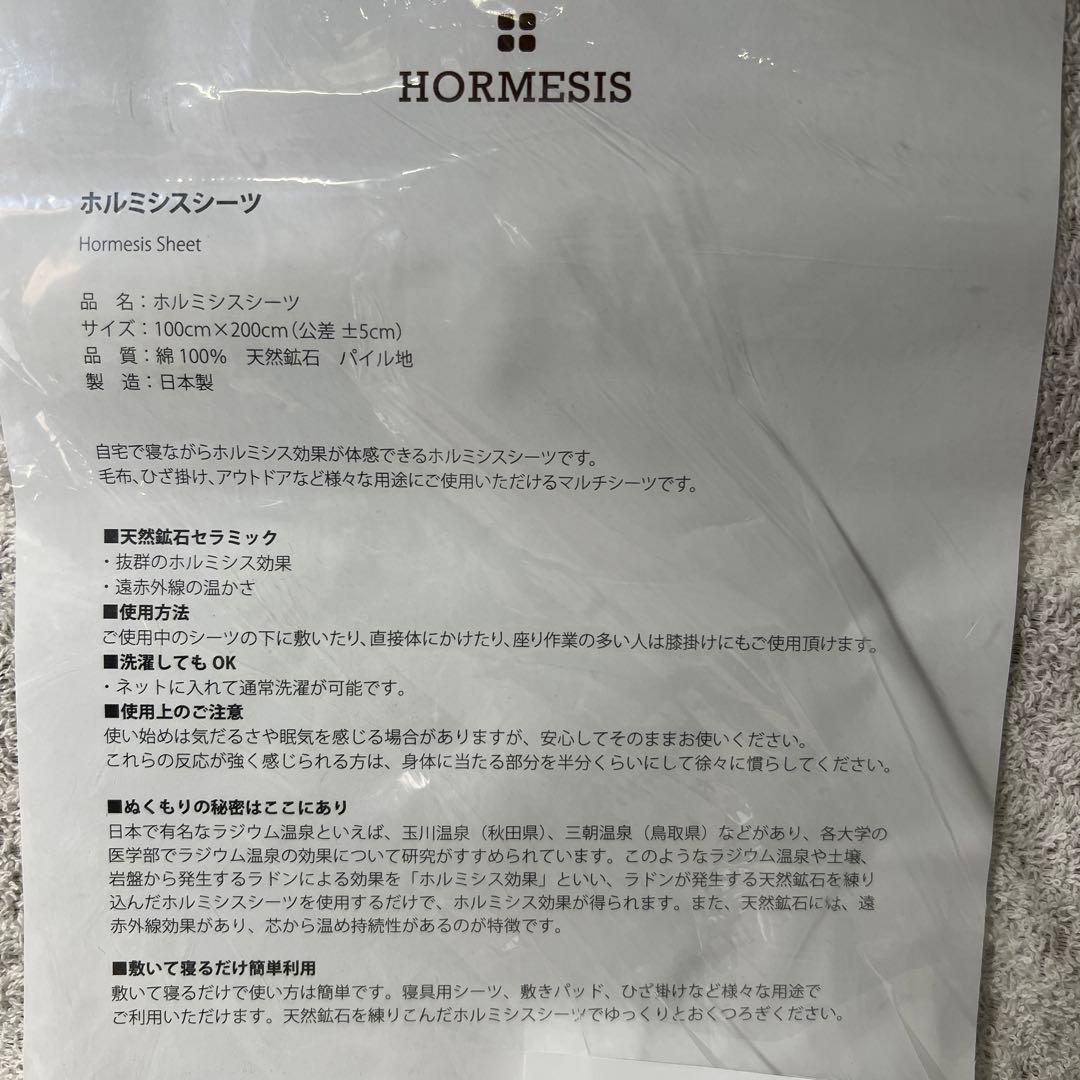 HORMESIS
ホルミシスシーツ
Hormesis Sheet
品　名：ホルミシスシーツ
サイズ：100cm×200cm（公差 ±5cm）
品　質：綿 100%　天然鉱石　パイル地
製　造：日本製
自宅で寝ながらホルミシス効果が体感できるホルミシスシーツです。
毛布、ひざ掛け、アウトドアなど様々な用途にご使用いただけるマルチシーツです。
■天然鉱石セラミック
・抜群のホルミシス効果
・遠赤外線の温かさ
■使用方法
ご使用中のシーツの下に敷いたり、直接体にかけたり、座り作業の多い人は膝掛けにもご使用頂けます。
■洗濯しても OK
・ネットに入れて通常洗濯が可能です。
■使用上のご注意
使い始めは気だるさや眠気を感じる場合がありますが、安心してそのままお使いください。
これらの反応が強く感じられる方は、身体に当たる部分を半分くらいにして徐々に慣らしてください。
■ぬくもりの秘密はここにあり
日本で有名なラジウム温泉といえば、玉川温泉（秋田県）、三朝温泉（鳥取県）などがあり、各大学の
医学部でラジウム温泉の効果について研究がすすめられています。このようなラジウム温泉や土壌、
岩盤から発生するラドンによる効果を「ホルミシス効果」といい、ラドンが発生する天然鉱石を練り
込んだホルミシスシーツを使用するだけで、ホルミシス効果が得られます。また、天然鉱石には、遠
赤外線効果があり、芯から温め持続性があるのが特徴です。
■敷いて寝るだけ簡単利用
敷いて寝るだけで使い方は簡単です。寝具用シーツ、敷きパッド、ひざ掛けなど様々な用途で
ご利用いただけます。天然鉱石を練りこんだホルミシスシーツでゆっくりとおくつろぎください。